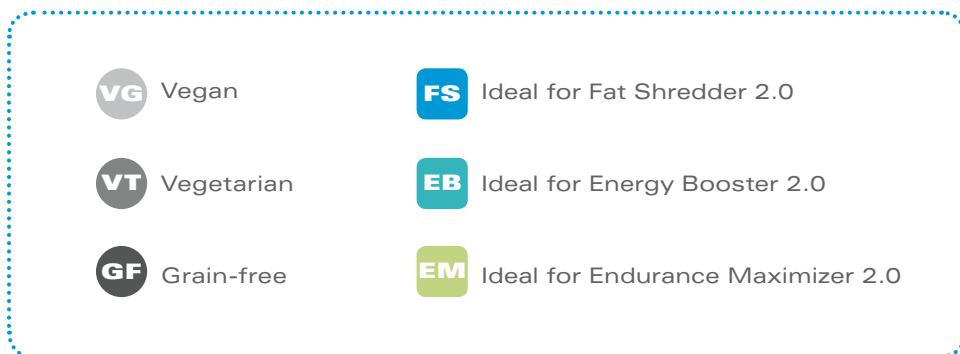 VG Vegan
FS Ideal for Fat Shredder 2.0
VT Vegetarian
EB Ideal for Energy Booster 2.0
GF Grain-free
EM Ideal for Endurance Maximizer 2.0